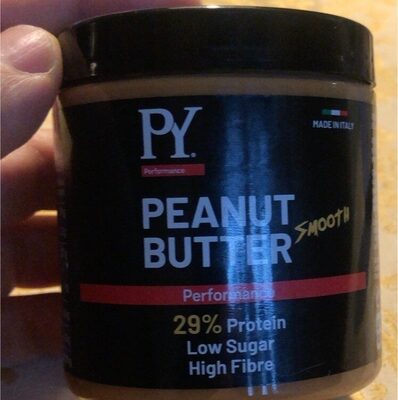 PY.
Performance
MADE IN ITALY
PEANUT
BUTTER
SMOOTH
Performance
29% Protein
Low Sugar
High Fibre